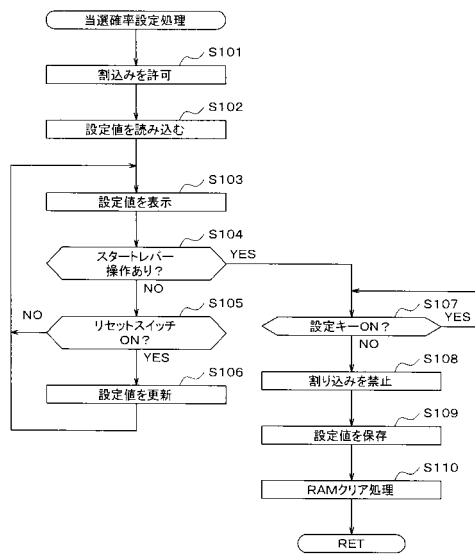 当選確率設定処理
S101
割込みを許可
S102
設定値を読み込む
S103
設定値を表示
S104
スタートレバー
操作あり？
YES
NO
S105
リセットスイッチ
ON？
NO
YES
S106
設定値を更新
S107
設定キーON？
YES
NO
S108
割り込みを禁止
S109
設定値を保存
S110
RAMクリア処理
RET